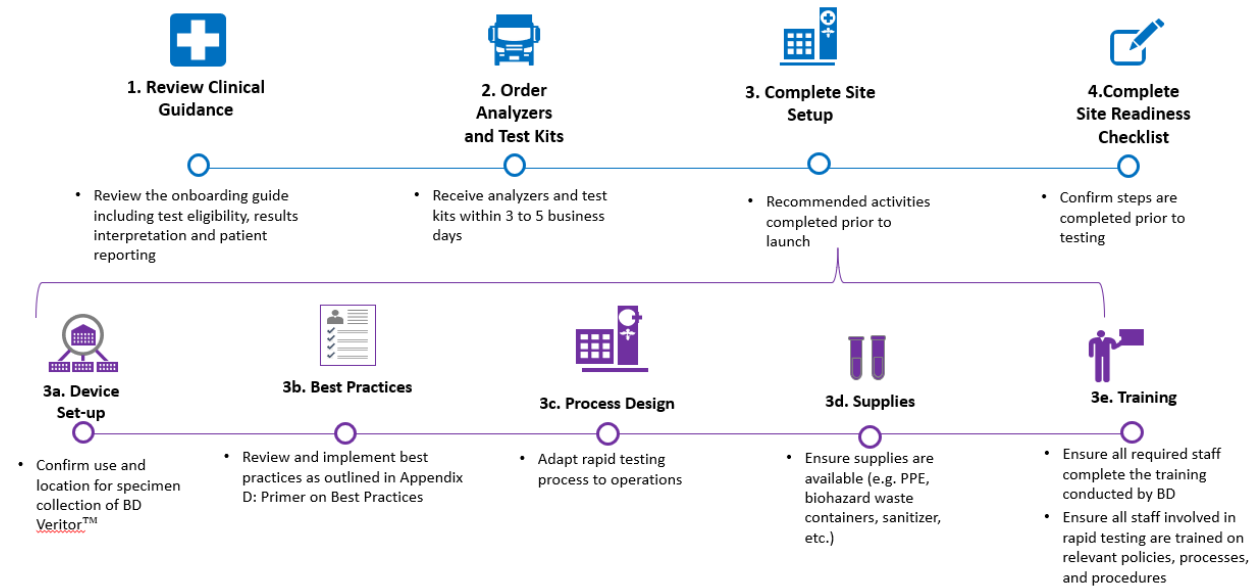 1. Review Clinical
Guidance
2. Order
Analyzers
and Test Kits
3. Complete Site
Setup
4.Complete
Site Readiness
Checklist
• Review the onboarding guide
including test eligibility, results
interpretation and patient
reporting
• Receive analyzers and test
kits within 3 to 5 business
days
• Recommended activities
completed prior to
launch
• Confirm steps are
completed prior to
testing
3a. Device
Set-up
3b. Best Practices
3c. Process Design
3d. Supplies
3e. Training
• Confirm use and
location for specimen
collection of BD
Veritor™
• Review and implement best
practices as outlined in Appendix
D: Primer on Best Practices
• Adapt rapid testing
process to operations
• Ensure supplies are
available (e.g. PPE,
biohazard waste
containers, sanitizer,
etc.)
• Ensure all required staff
complete the training
conducted by BD
• Ensure all staff involved in
rapid testing are trained on
relevant policies, processes,
and procedures